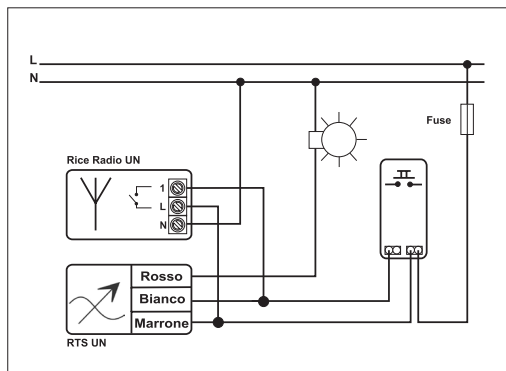 L
N
Fuse
Rice Radio UN
1
L
N
Rosso
Bianco
Marrone
RTS UN